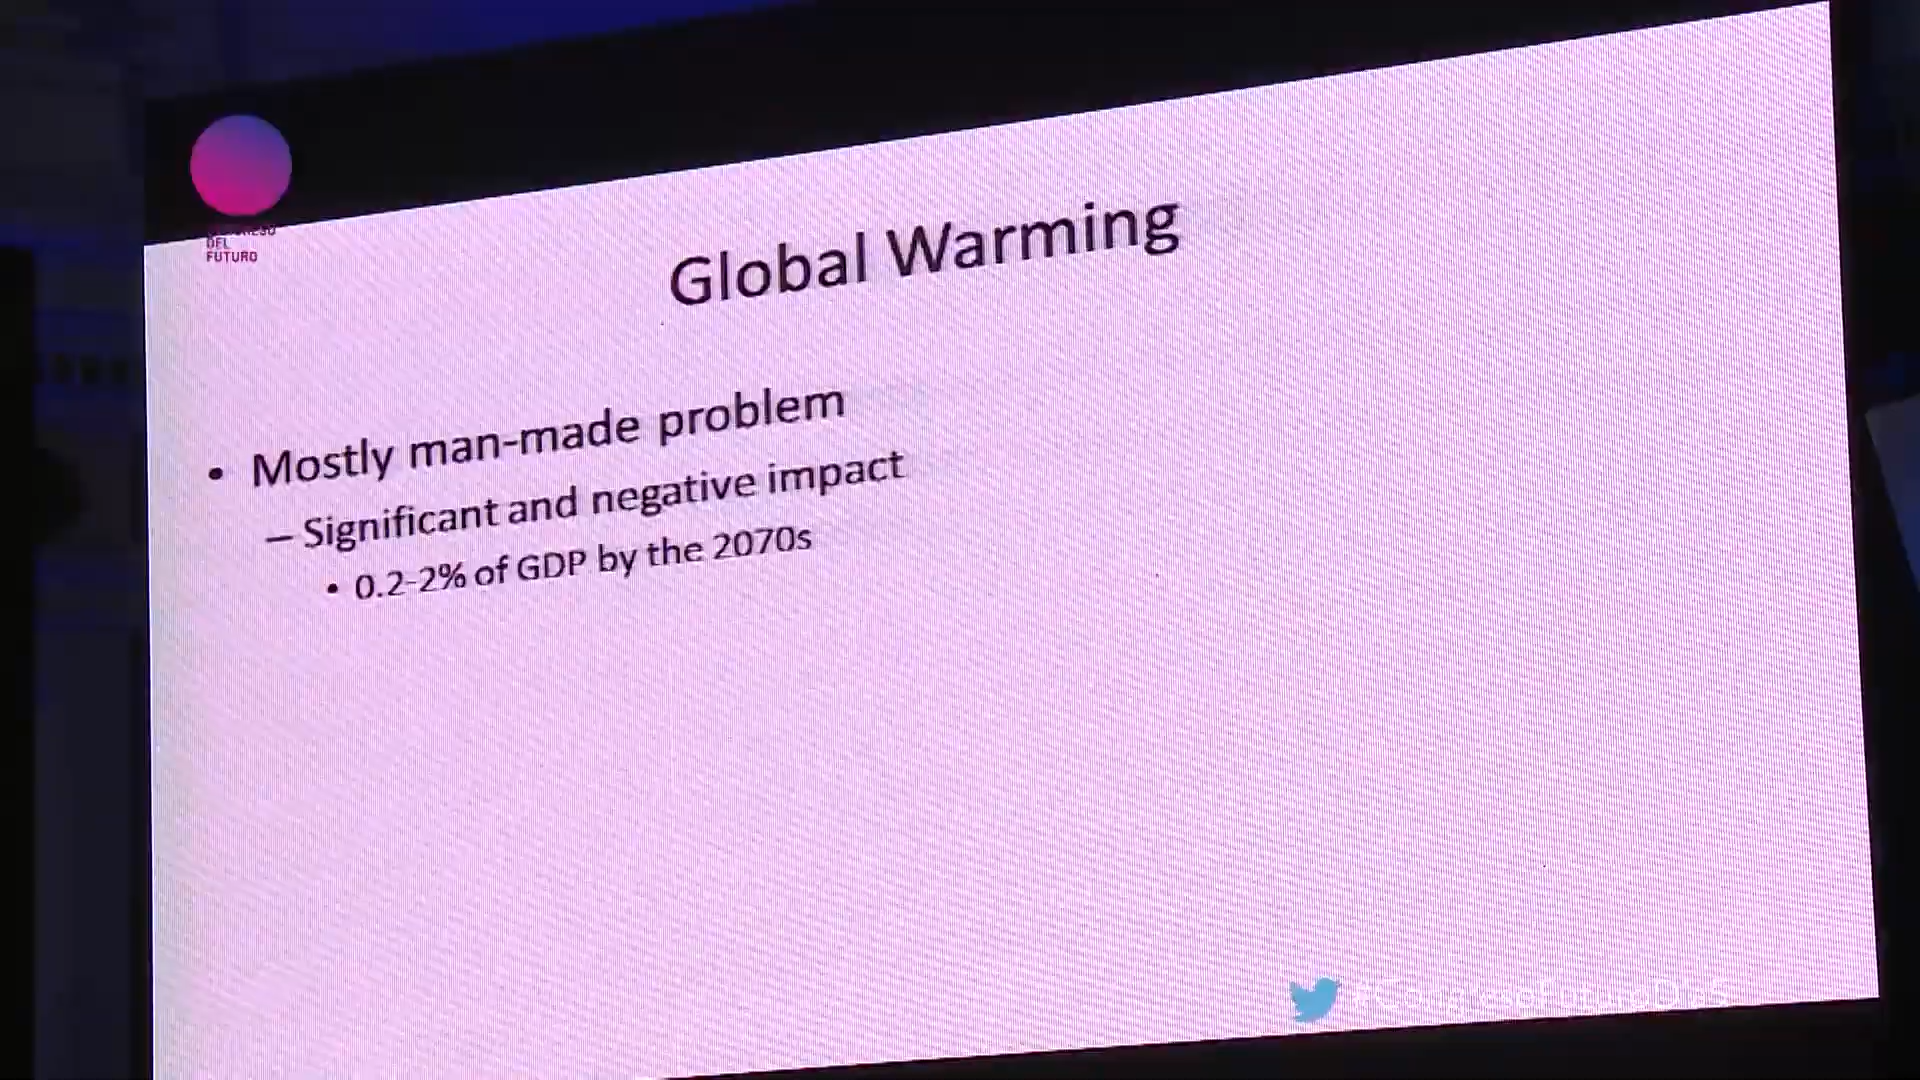 DEL
FUTURO
Global Warming
• Mostly man-made problem
– Significant and negative impact
• 0.2-2% of GDP by the 2070s